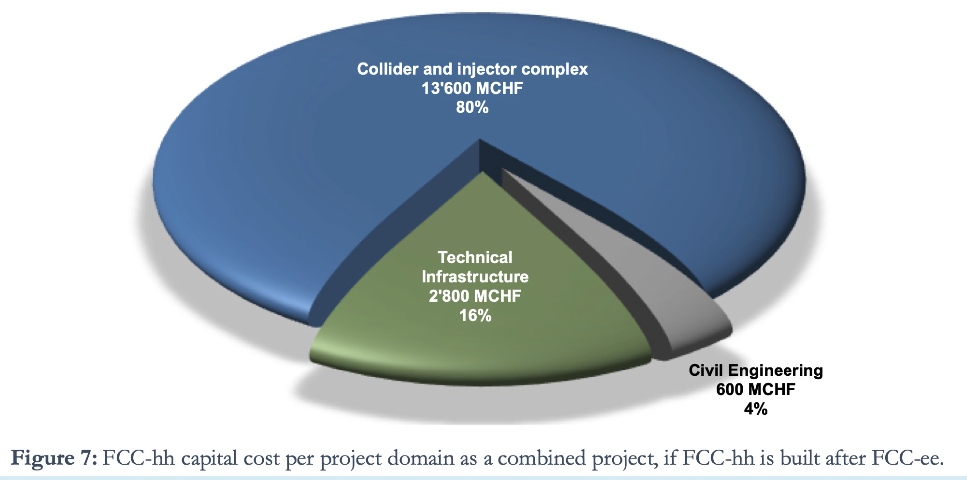 Collider and injector complex
13'600 MCHF
80%
Technical
Infrastructure
2'800 MCHF
16%
Civil Engineering
600 MCHF
4%
Figure 7: FCC-hh capital cost per project domain as a combined project, if FCC-hh is built after FCC-ee.